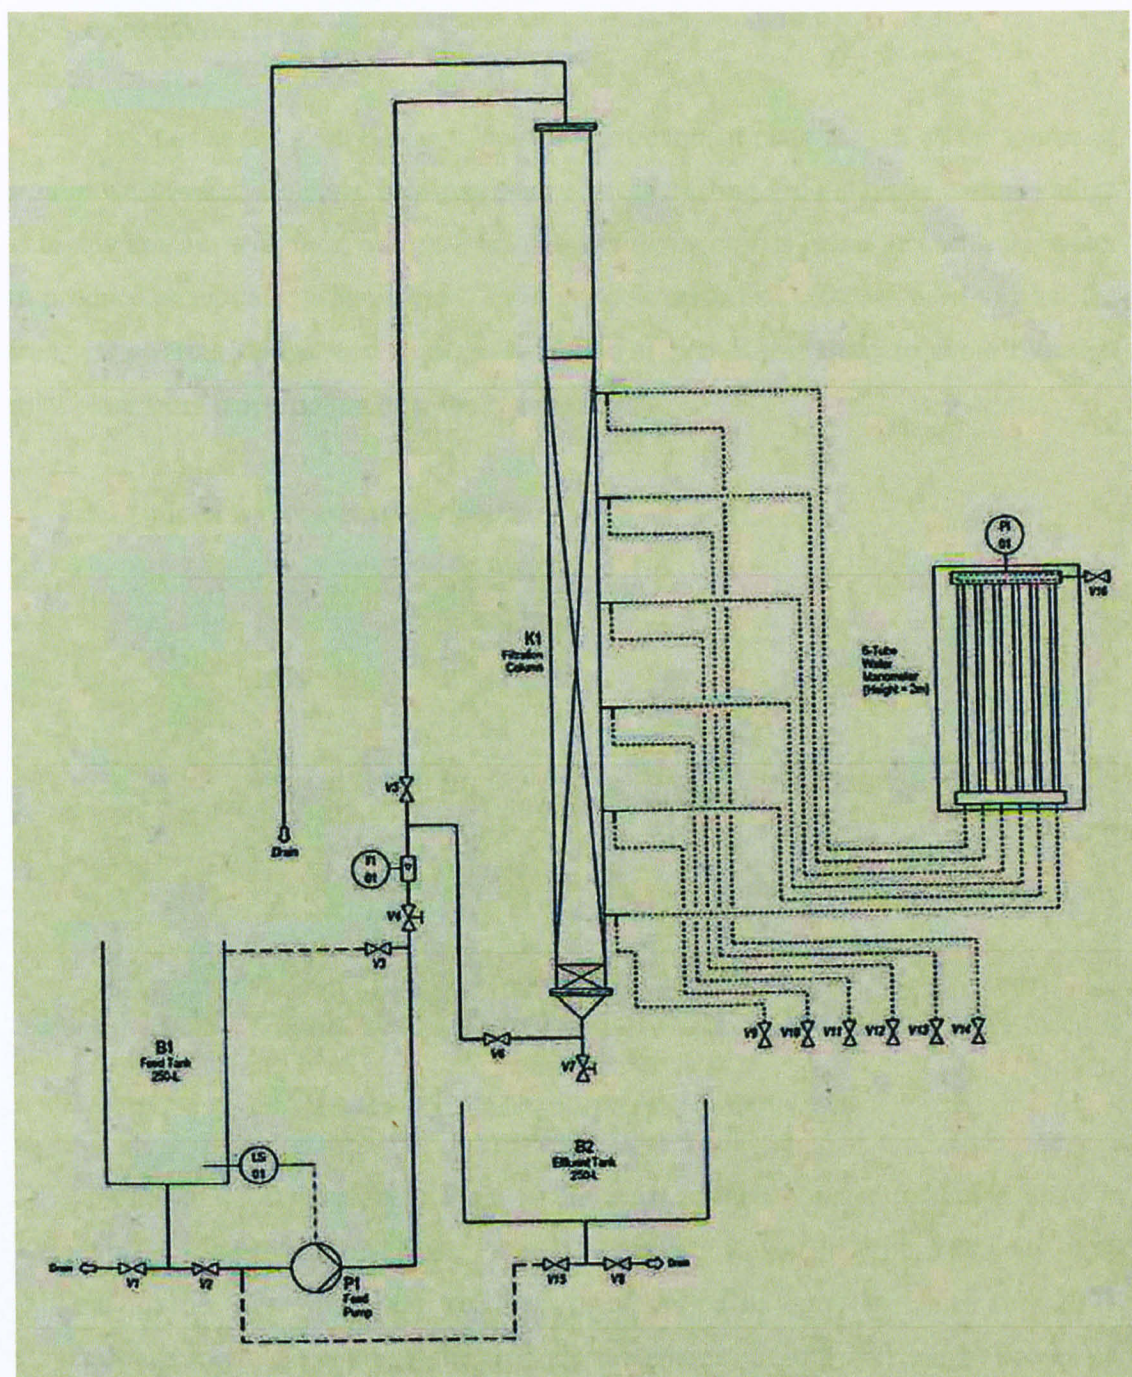 PI
01
V16
6-Tube
Water
Manometer
(Height = 2m)
K1
Filtration
Column
V5
Drain
FI
01
V4
V3
B1
Feed Tank
250-L
V6
V7
V9
V10
V11
V12
V13
V14
LS
01
B2
Effluent Tank
250-L
Drain
V1
V2
P1
Feed
Pump
V15
V8
Drain